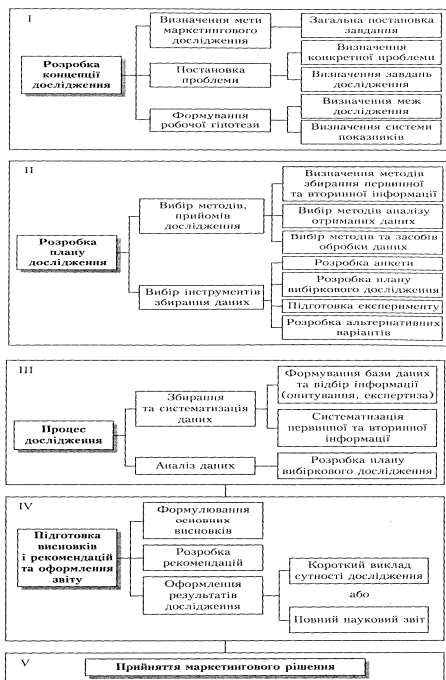 I
Розробка
концепції
дослідження
Визначення мети
маркетингового
дослідження
Загальна постановка
завдання
Постановка
проблеми
Визначення
конкретної проблеми
Визначення завдань
дослідження
Формування
робочої гіпотези
Визначення меж
дослідження
Визначення системи
показників
II
Розробка
плану
дослідження
Вибір методів,
прийомів
дослідження
Визначення методів
збирання первинної
та вторинної інформації
Вибір методів аналізу
отриманих даних
Вибір методів та засобів
обробки даних
Вибір інструментів
збирання даних
Розробка анкети
Розробка плану
вибіркового дослідження
Підготовка експерименту
Розробка альтернативних
варіантів
III
Процес
дослідження
Збирання
та систематизація
даних
Формування бази даних
та відбір інформації
(опитування, експертиза)
Систематизація
первинної та вторинної
інформації
Аналіз даних
Розробка плану
вибіркового дослідження
IV
Підготовка
висновків
і рекомендацій
та оформлення
звіту
Формулювання
основних
висновків
Розробка
рекомендацій
Оформлення
результатів
дослідження
Короткий виклад
сутності дослідження
або
Повний науковий звіт
V
Прийняття маркетингового рішення